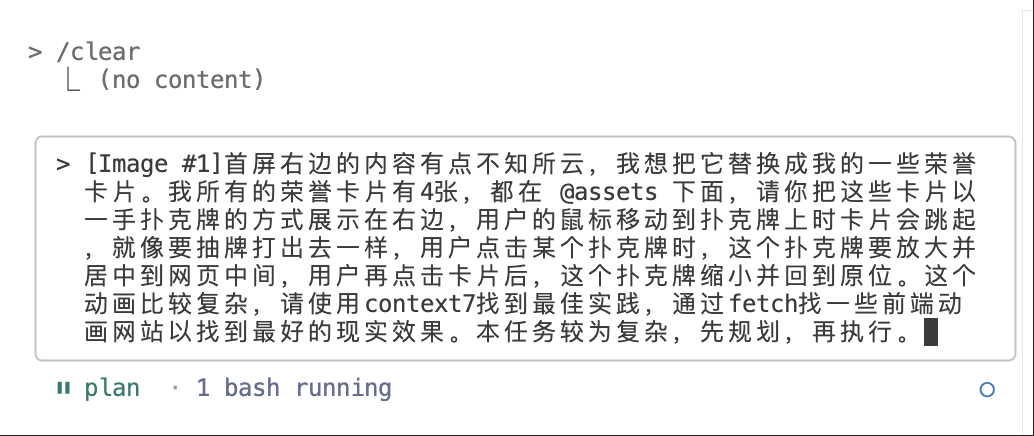 > /clear
⎿ (no content)
> [Image #1]首屏右边的内容有点不知所云，我想把它替换成我的一些荣誉
卡片。我所有的荣誉卡片有4张，都在 @assets 下面，请你把这些卡片以
一手扑克牌的方式展示在右边，用户的鼠标移动到扑克牌上时卡片会跳起
，就像要抽牌打出去一样，用户点击某个扑克牌时，这个扑克牌要放大并
居中到网页中间，用户再点击卡片后，这个扑克牌缩小并回到原位。这个
动画比较复杂，请使用context7找到最佳实践，通过fetch找一些前端动
画网站以找到最好的现实效果。本任务较为复杂，先规划，再执行。
⏸ plan · 1 bash running